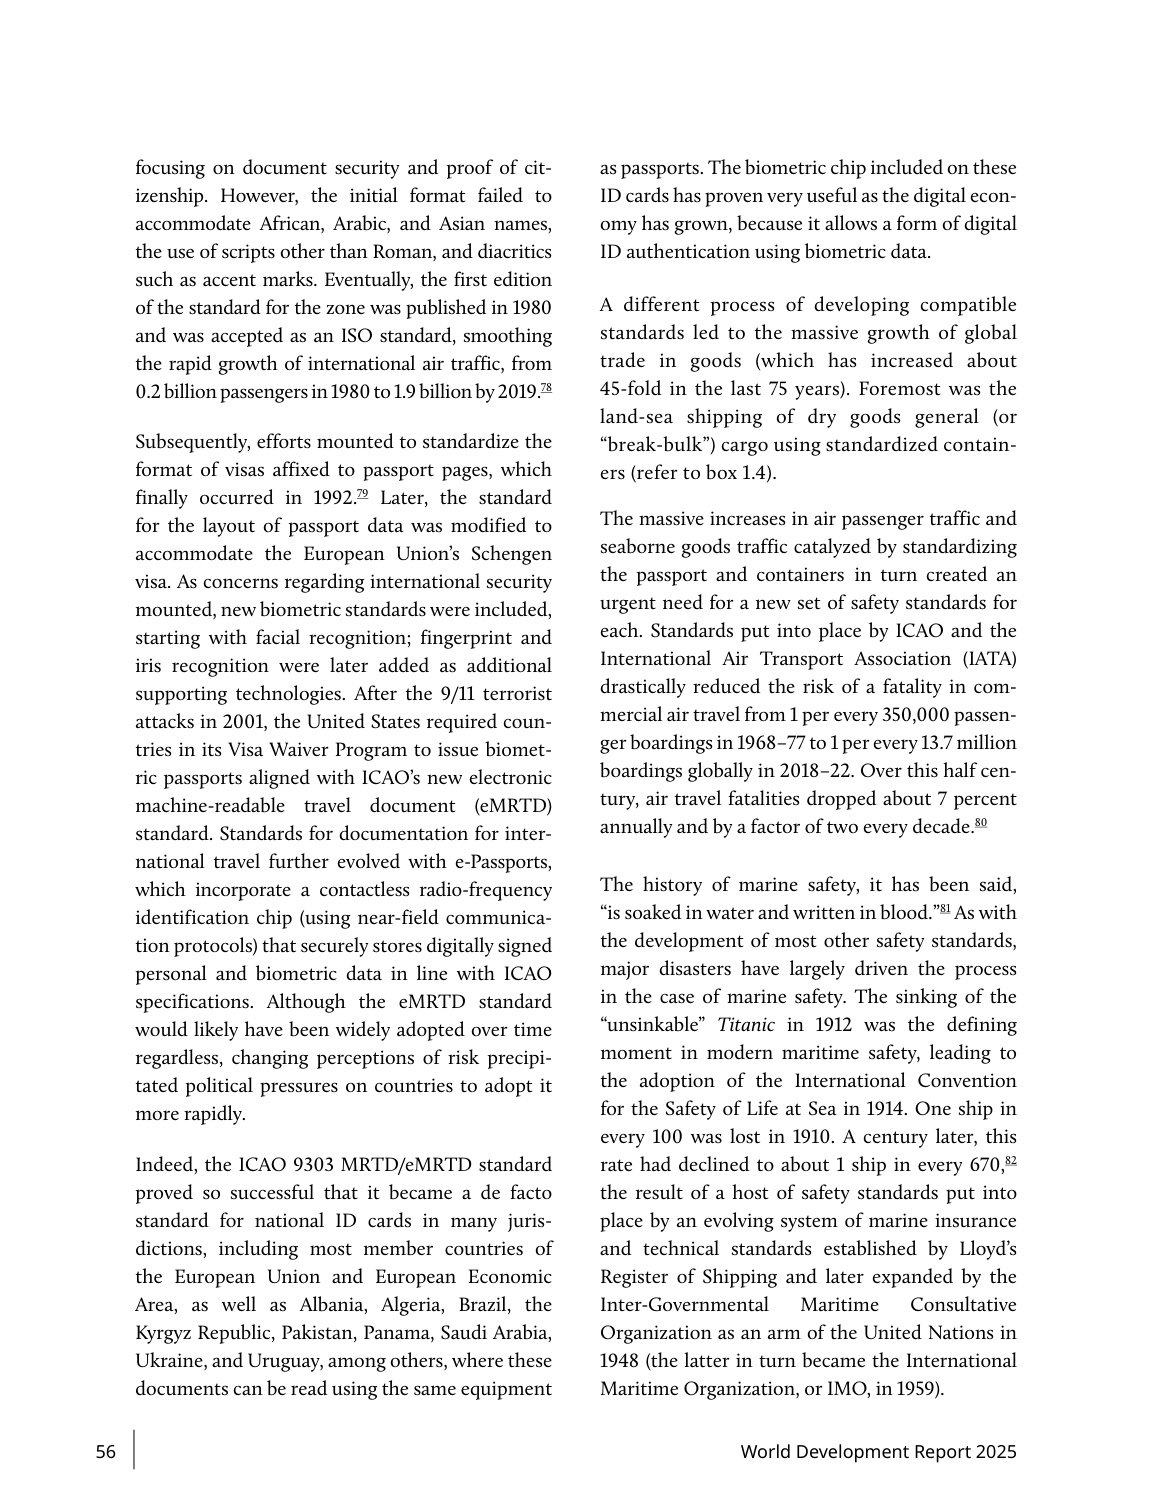 focusing on document security and proof of cit-
izenship. However, the initial format failed to
accommodate African, Arabic, and Asian names,
the use of scripts other than Roman, and diacritics
such as accent marks. Eventually, the first edition
of the standard for the zone was published in 1980
and was accepted as an ISO standard, smoothing
the rapid growth of international air traffic, from
0.2 billion passengers in 1980 to 1.9 billion by 2019.78
Subsequently, efforts mounted to standardize the
format of visas affixed to passport pages, which
finally occurred in 1992.79 Later, the standard
for the layout of passport data was modified to
accommodate the European Union's Schengen
visa. As concerns regarding international security
mounted, new biometric standards were included,
starting with facial recognition; fingerprint and
iris recognition were later added as additional
supporting technologies. After the 9/11 terrorist
attacks in 2001, the United States required coun-
tries in its Visa Waiver Program to issue biomet-
ric passports aligned with ICAO's new electronic
machine-readable travel document (eMRTD)
standard. Standards for documentation for inter-
national travel further evolved with e-Passports,
which incorporate a contactless radio-frequency
identification chip (using near-field communica-
tion protocols) that securely stores digitally signed
personal and biometric data in line with ICAO
specifications. Although the eMRTD standard
would likely have been widely adopted over time
regardless, changing perceptions of risk precipi-
tated political pressures on countries to adopt it
more rapidly.
Indeed, the ICAO 9303 MRTD/eMRTD standard
proved so successful that it became a de facto
standard for national ID cards in many juris-
dictions, including most member countries of
the European Union and European Economic
Area, as well as Albania, Algeria, Brazil, the
Kyrgyz Republic, Pakistan, Panama, Saudi Arabia,
Ukraine, and Uruguay, among others, where these
documents can be read using the same equipment
as passports. The biometric chip included on these
ID cards has proven very useful as the digital econ-
omy has grown, because it allows a form of digital
ID authentication using biometric data.
A different process of developing compatible
standards led to the massive growth of global
trade in goods (which has increased about
45-fold in the last 75 years). Foremost was the
land-sea shipping of dry goods general (or
“break-bulk”) cargo using standardized contain-
ers (refer to box 1.4).
The massive increases in air passenger traffic and
seaborne goods traffic catalyzed by standardizing
the passport and containers in turn created an
urgent need for a new set of safety standards for
each. Standards put into place by ICAO and the
International Air Transport Association (IATA)
drastically reduced the risk of a fatality in com-
mercial air travel from 1 per every 350,000 passen-
ger boardings in 1968–77 to 1 per every 13.7 million
boardings globally in 2018–22. Over this half cen-
tury, air travel fatalities dropped about 7 percent
annually and by a factor of two every decade.80
The history of marine safety, it has been said,
“is soaked in water and written in blood.”81 As with
the development of most other safety standards,
major disasters have largely driven the process
in the case of marine safety. The sinking of the
“unsinkable” Titanic in 1912 was the defining
moment in modern maritime safety, leading to
the adoption of the International Convention
for the Safety of Life at Sea in 1914. One ship in
every 100 was lost in 1910. A century later, this
rate had declined to about 1 ship in every 670,82
the result of a host of safety standards put into
place by an evolving system of marine insurance
and technical standards established by Lloyd's
Register of Shipping and later expanded by the
Inter-Governmental Maritime Consultative
Organization as an arm of the United Nations in
1948 (the latter in turn became the International
Maritime Organization, or IMO, in 1959).
56
World Development Report 2025